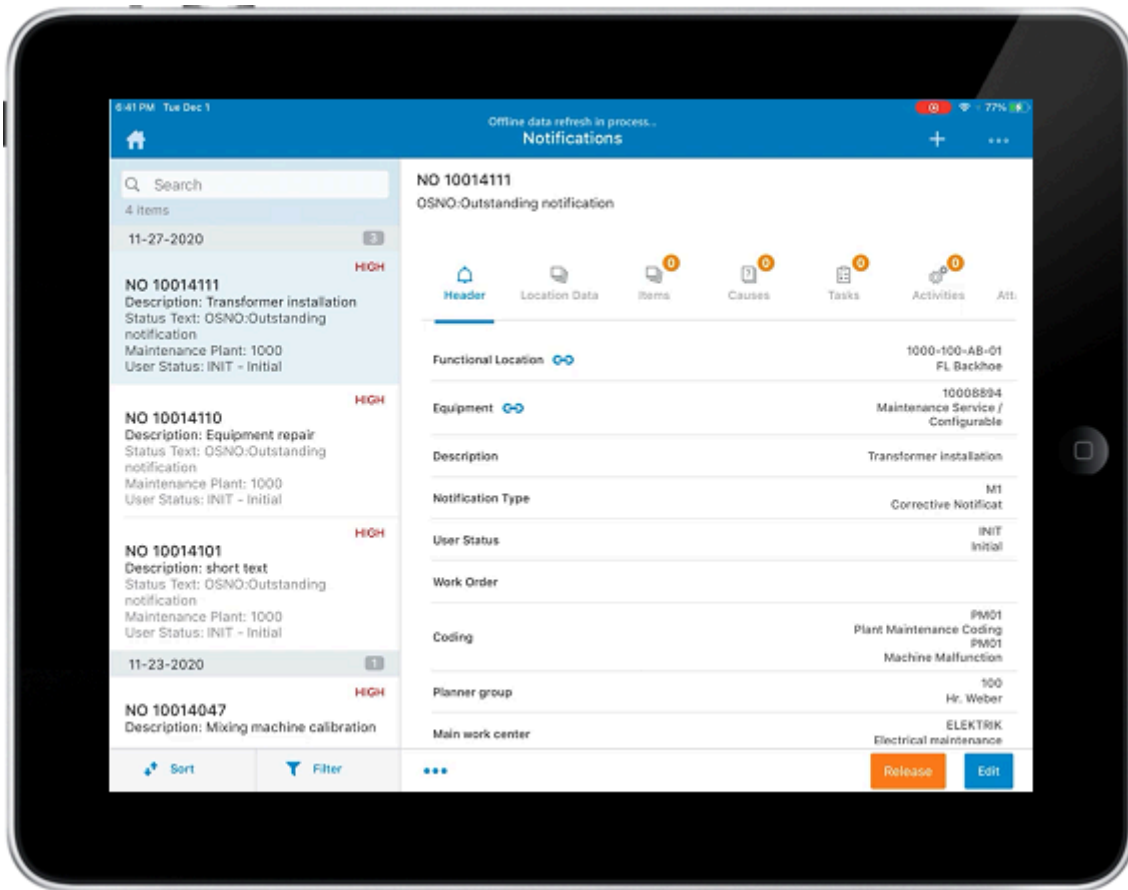 6:41 PM Tue Dec 1
77%
Offline data refresh in process...
Notifications
Search
4 items
11-27-2020
3
HIGH
NO 10014111
Description: Transformer installation
Status Text: OSNO:Outstanding
notification
Maintenance Plant: 1000
User Status: INIT - Initial
HIGH
NO 10014110
Description: Equipment repair
Status Text: OSNO:Outstanding
notification
Maintenance Plant: 1000
User Status: INIT - Initial
HIGH
NO 10014101
Description: short text
Status Text: OSNO:Outstanding
notification
Maintenance Plant: 1000
User Status: INIT - Initial
11-23-2020
1
HIGH
NO 10014047
Description: Mixing machine calibration
Sort
Filter
NO 10014111
OSNO:Outstanding notification
Header
Location Data
0
Items
0
Causes
0
Tasks
0
Activities
Att
Functional Location
1000-100-AB-01
FL Backhoe
Equipment
10008894
Maintenance Service /
Configurable
Description
Transformer installation
Notification Type
M1
Corrective Notificat
User Status
INIT
Initial
Work Order
Coding
PM01
Plant Maintenance Coding
PM01
Machine Malfunction
Planner group
100
Hr. Weber
Main work center
ELEKTRIK
Electrical maintenance
Release
Edit